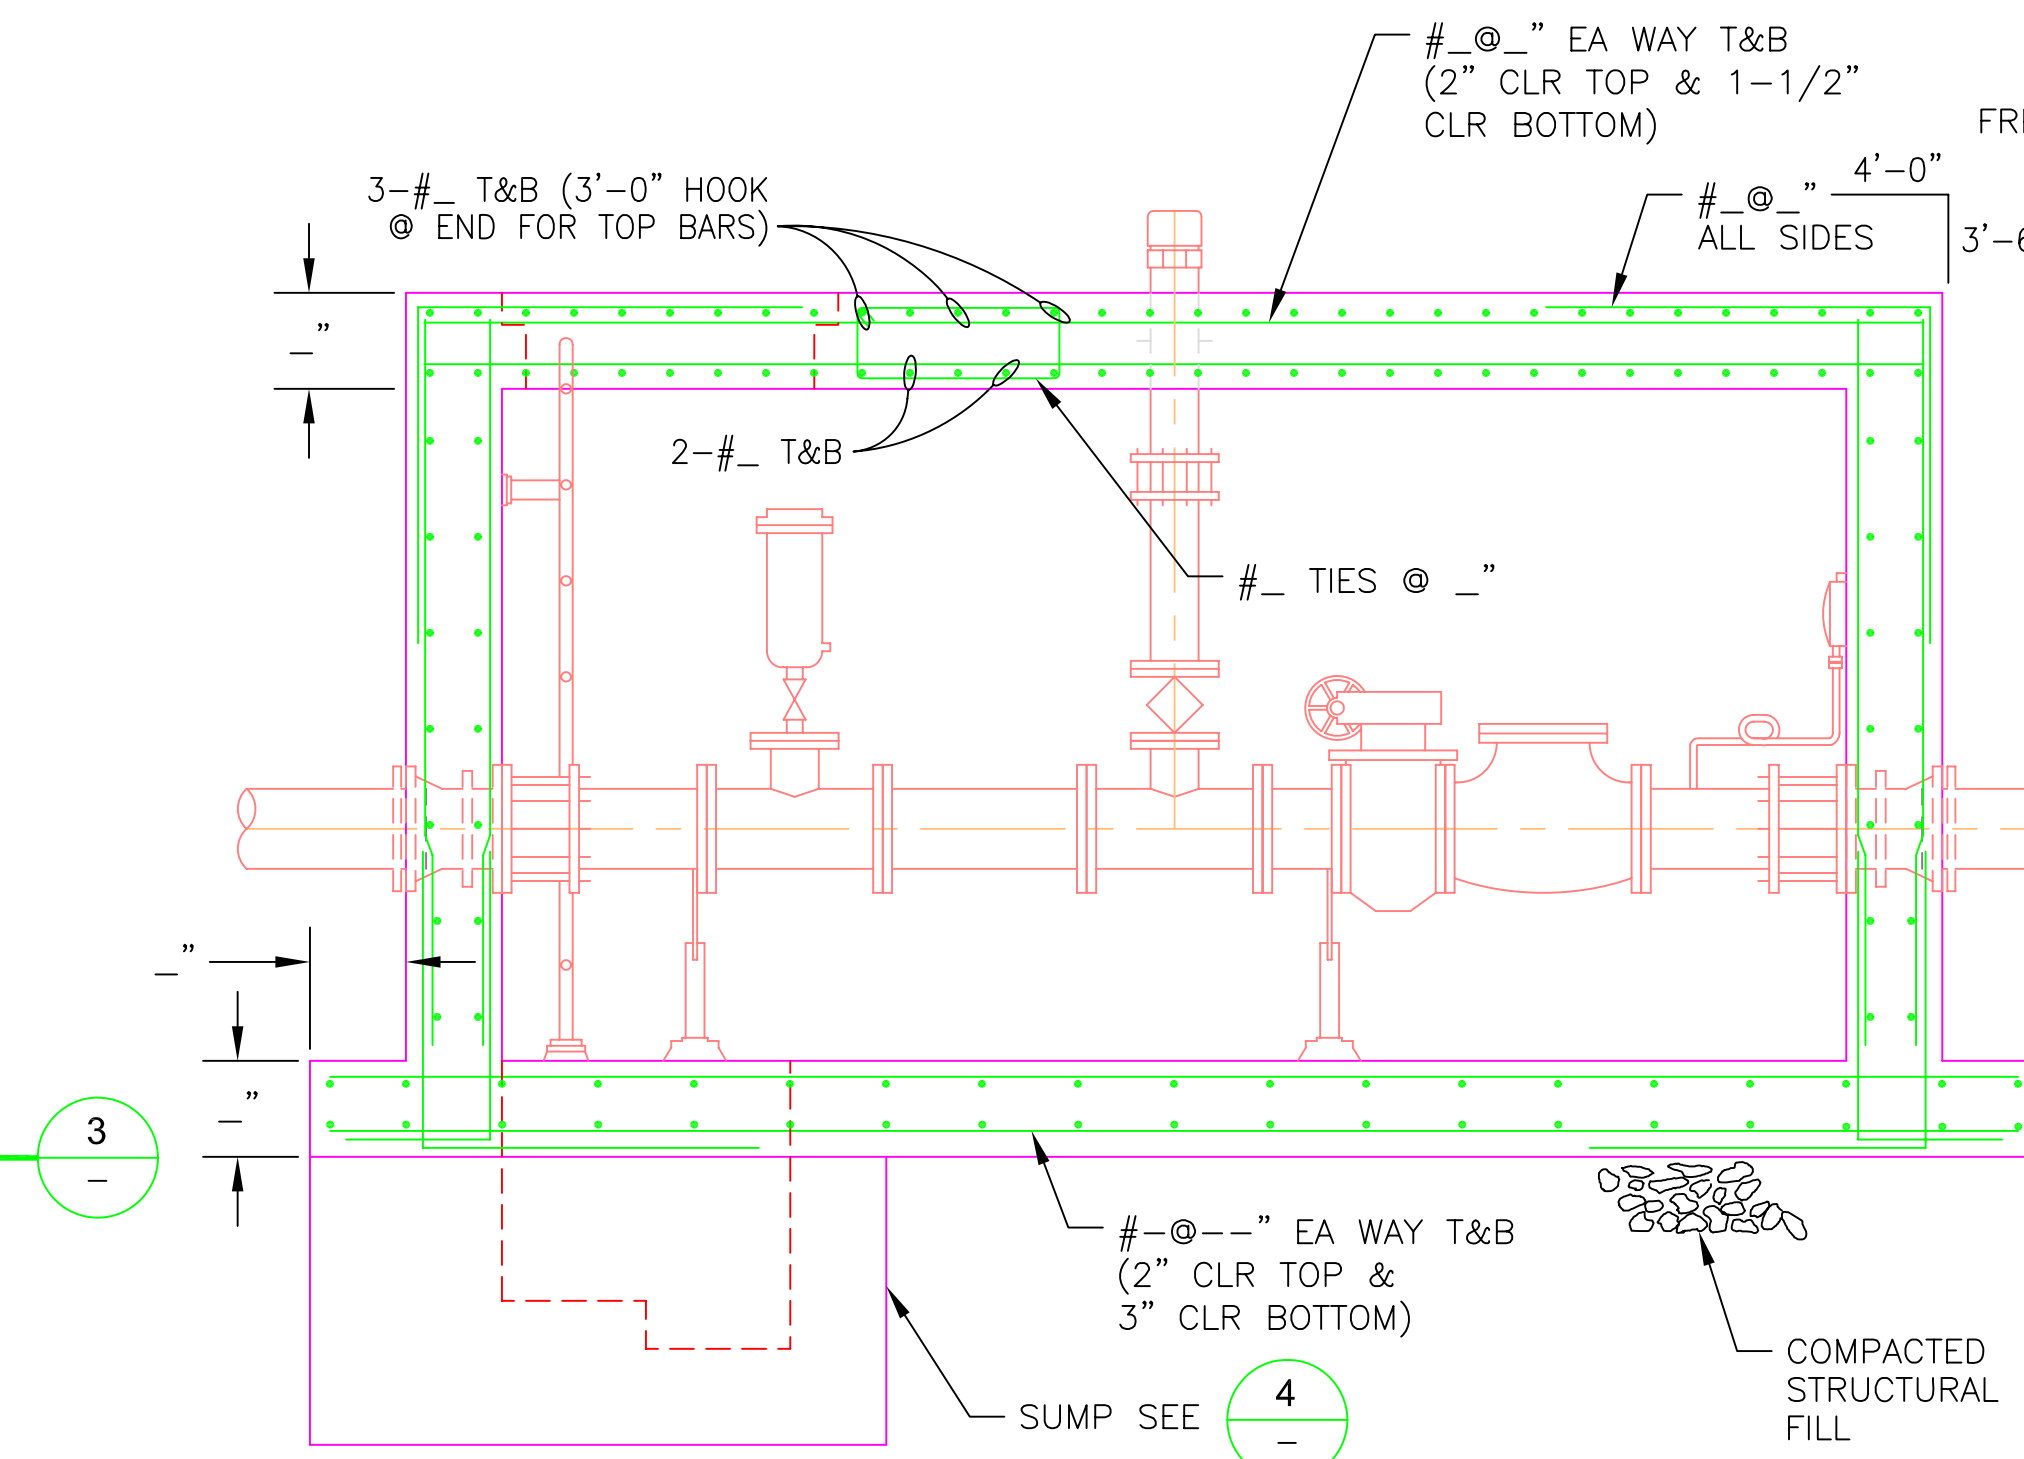 #_@_" EA WAY T&B
(2" CLR TOP & 1-1/2"
CLR BOTTOM)
FR
4'-0"
3'-6
#_@_"
ALL SIDES
3-#_ T&B (3'-0" HOOK
@ END FOR TOP BARS)
_"
2-#_ T&B
#_ TIES @ _"
_"
_"
3
-
#-@--" EA WAY T&B
(2" CLR TOP &
3" CLR BOTTOM)
SUMP SEE
4
-
COMPACTED
STRUCTURAL
FILL